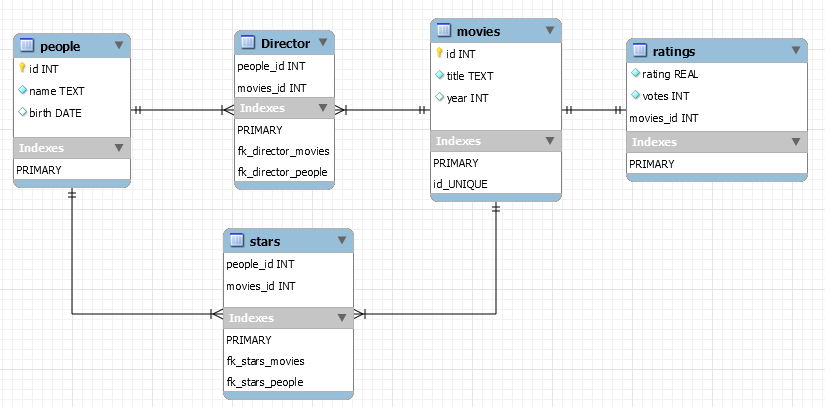 people
id INT
name TEXT
birth DATE
Indexes
PRIMARY
Director
people_id INT
movies_id INT
Indexes
PRIMARY
fk_director_movies
fk_director_people
movies
id INT
title TEXT
year INT
Indexes
PRIMARY
id_UNIQUE
ratings
rating REAL
votes INT
movies_id INT
Indexes
PRIMARY
stars
people_id INT
movies_id INT
Indexes
PRIMARY
fk_stars_movies
fk_stars_people